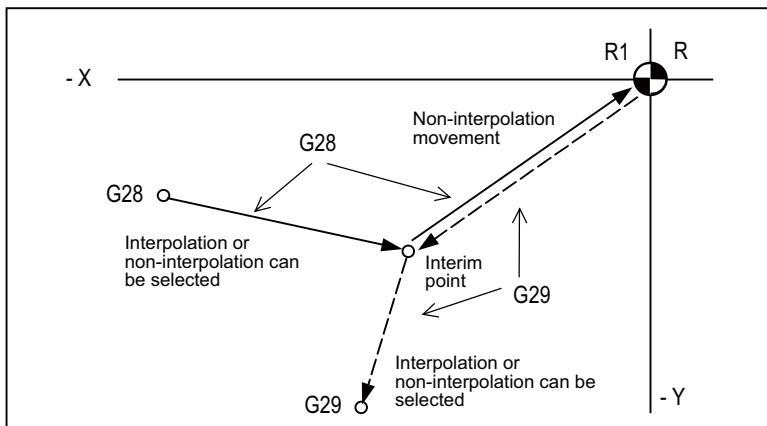 R1 R
- X
Non-interpolation
movement
G28
G28
Interpolation or
non-interpolation can
be selected
Interim
point
G29
Interpolation or
non-interpolation can be
selected
G29
- Y